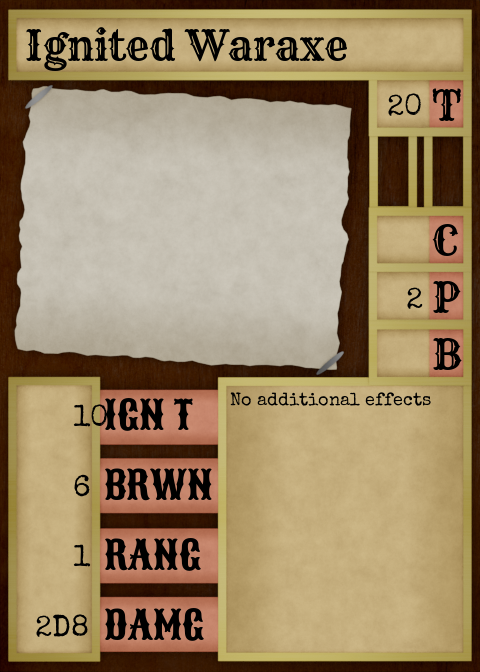 Ignited Waraxe
20 T
C
2 P
B
10 IGN T
6 BRWN
1 RANG
2D8 DAMG
No additional effects